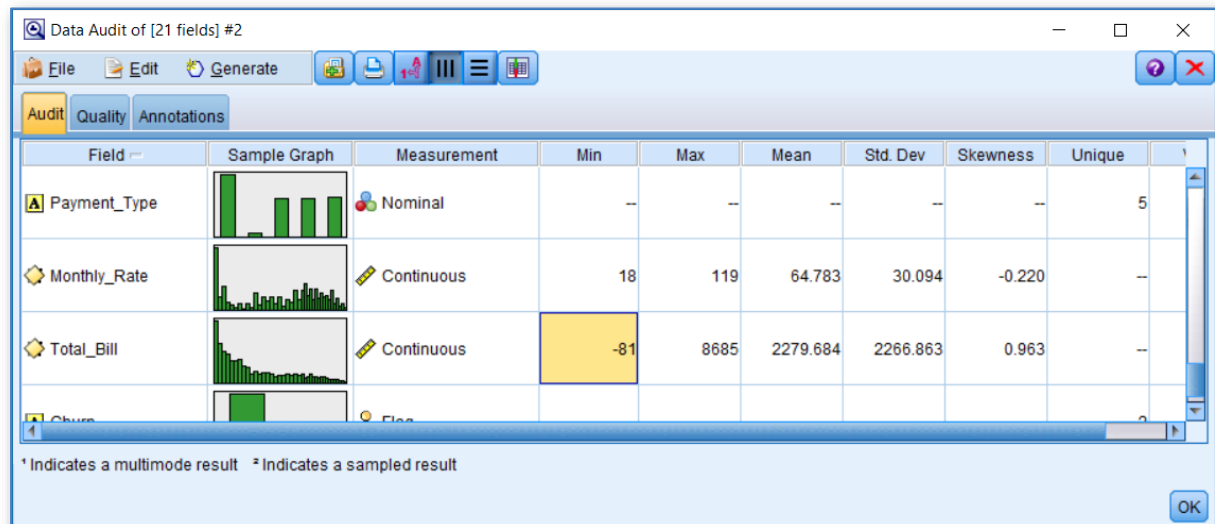 Data Audit of [21 fields] #2
File Edit Generate
Audit Quality Annotations
Field Sample Graph Measurement Min Max Mean Std. Dev Skewness Unique
A Payment_Type Nominal -- -- -- -- -- 5
Monthly_Rate Continuous 18 119 64.783 30.094 -0.220 --
Total_Bill Continuous -81 8685 2279.684 2266.863 0.963 --
¹ Indicates a multimode result ² Indicates a sampled result
OK